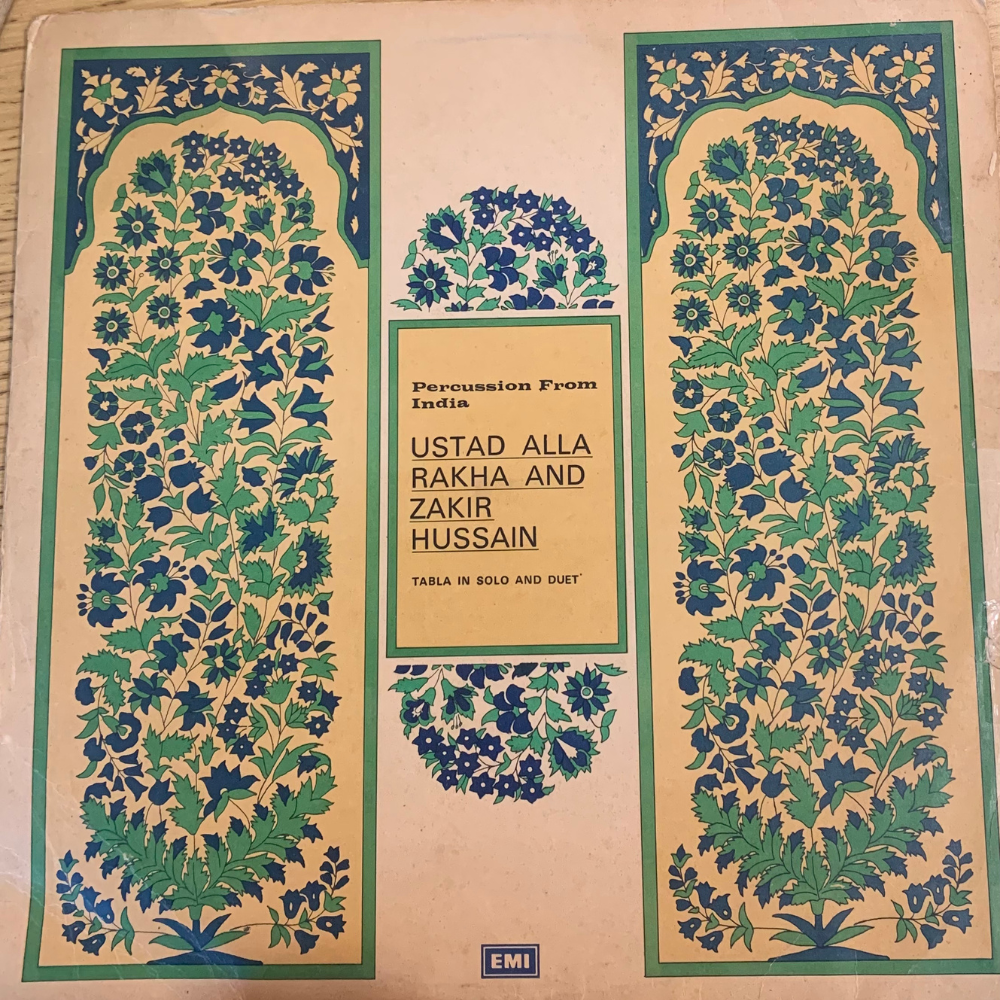 Percussion From
India
USTAD ALLA
RAKHA AND
ZAKIR
HUSSAIN
TABLA IN SOLO AND DUET
EMI